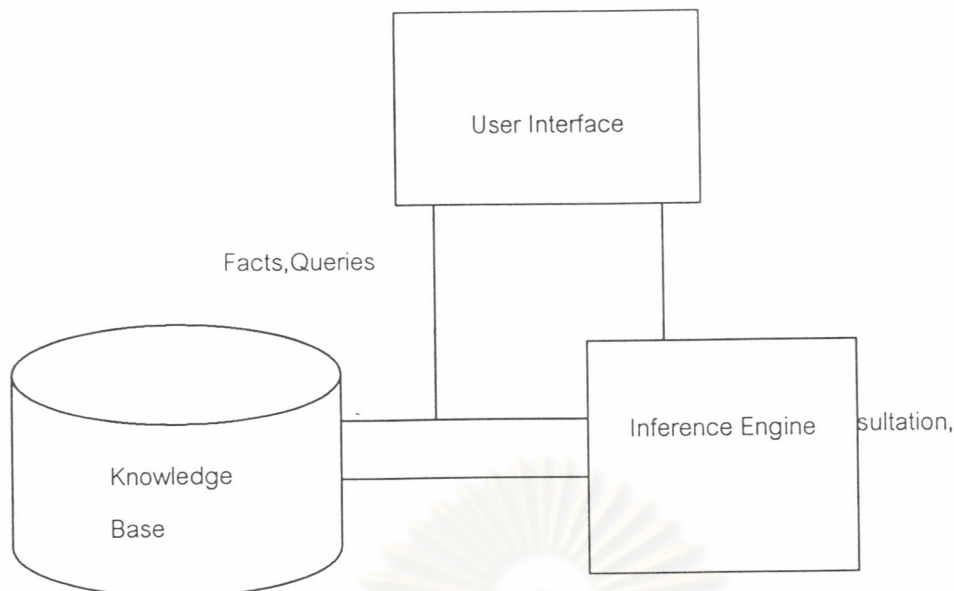 User Interface
Facts,Queries
Inference Engine
sultation,
Knowledge
Base